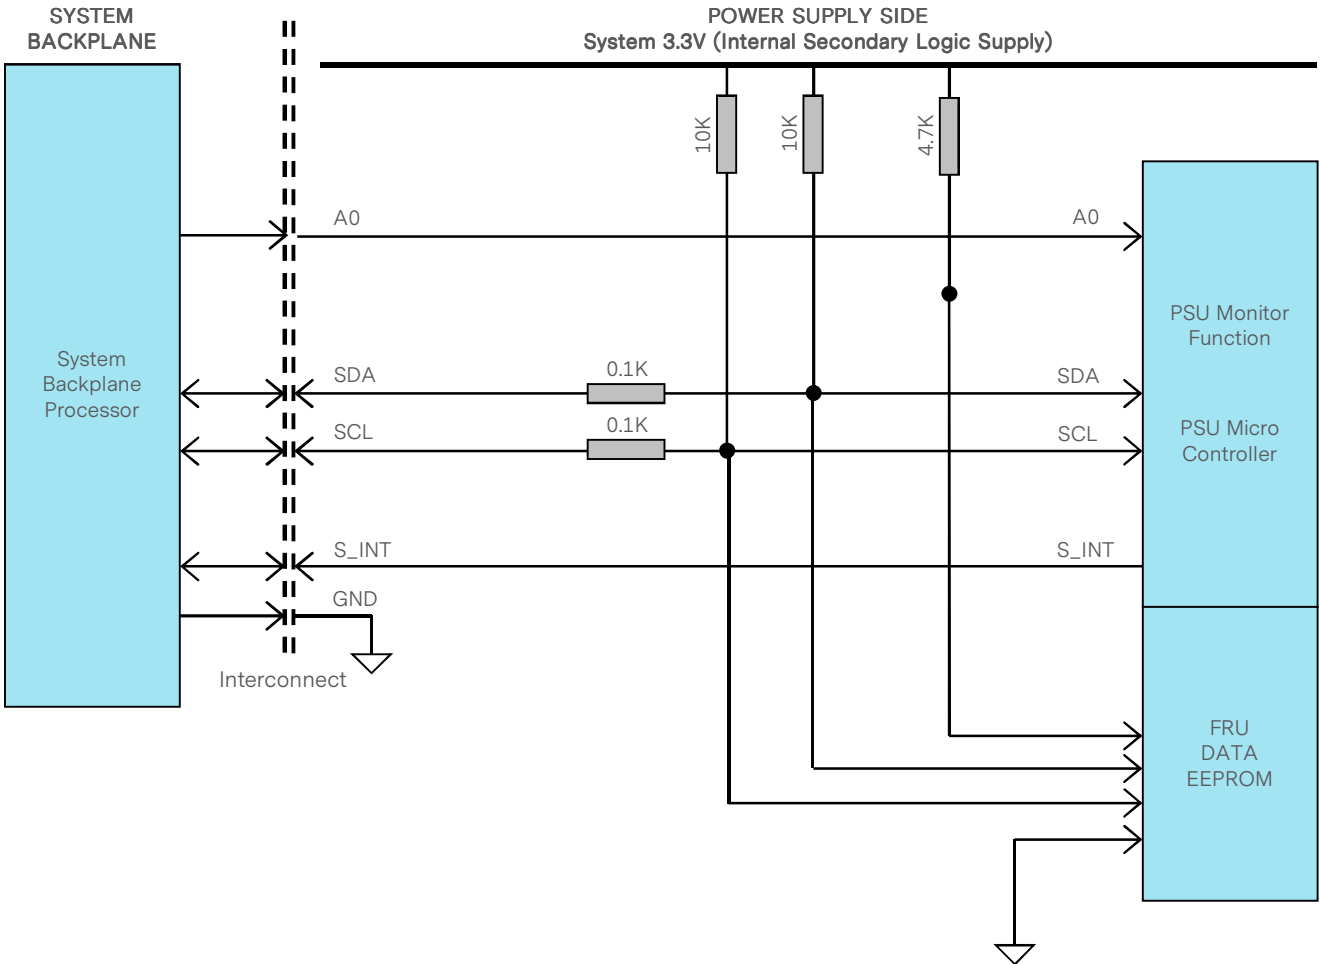 SYSTEM
BACKPLANE
POWER SUPPLY SIDE
System 3.3V (Internal Secondary Logic Supply)
10K
10K
4.7K
A0
A0
System
Backplane
Processor
PSU Monitor
Function
SDA
0.1K
SDA
SCL
0.1K
SCL
PSU Micro
Controller
S_INT
S_INT
GND
Interconnect
FRU
DATA
EEPROM